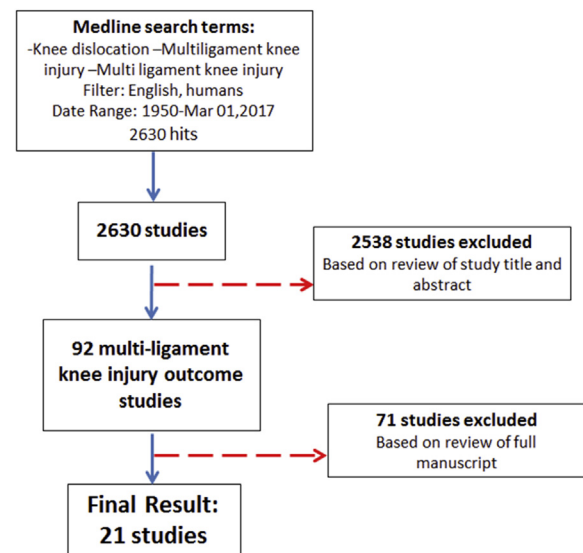 Medline search terms:
-Knee dislocation –Multiligament knee
injury –Multi ligament knee injury
Filter: English, humans
Date Range: 1950-Mar 01,2017
2630 hits
2630 studies
2538 studies excluded
Based on review of study title and
abstract
92 multi-ligament
knee injury outcome
studies
71 studies excluded
Based on review of full
manuscript
Final Result:
21 studies